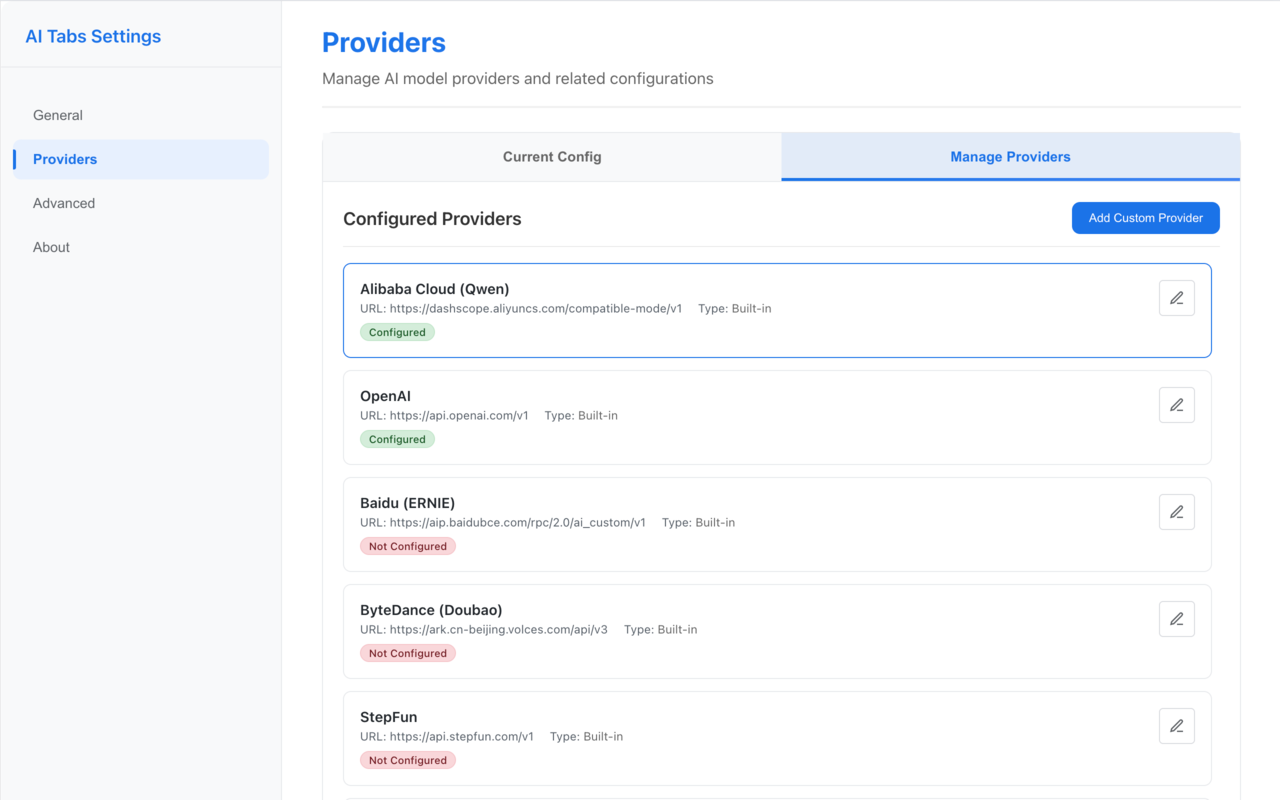 AI Tabs Settings
General
Providers
Advanced
About
Providers
Manage AI model providers and related configurations
Current Config
Manage Providers
Configured Providers
Add Custom Provider
Alibaba Cloud (Qwen)
URL: https://dashscope.aliyuncs.com/compatible-mode/v1 Type: Built-in
Configured
OpenAI
URL: https://api.openai.com/v1 Type: Built-in
Configured
Baidu (ERNIE)
URL: https://aip.baidubce.com/rpc/2.0/ai_custom/v1 Type: Built-in
Not Configured
ByteDance (Doubao)
URL: https://ark.cn-beijing.volces.com/api/v3 Type: Built-in
Not Configured
StepFun
URL: https://api.stepfun.com/v1 Type: Built-in
Not Configured